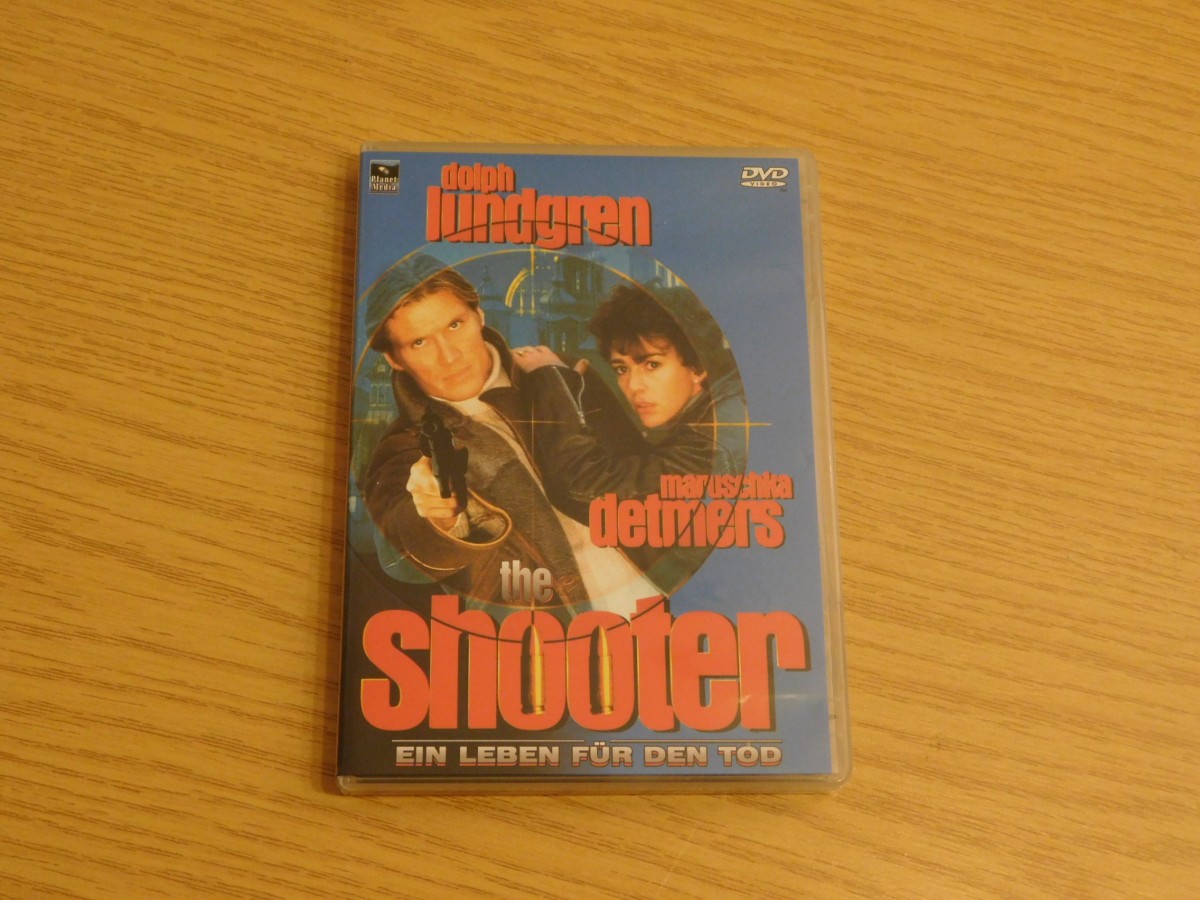 Planet
Media
dolph
lundgren
DVD
VIDEO
maruschka
detmers
the
shooter
EIN LEBEN FÜR DEN TOD